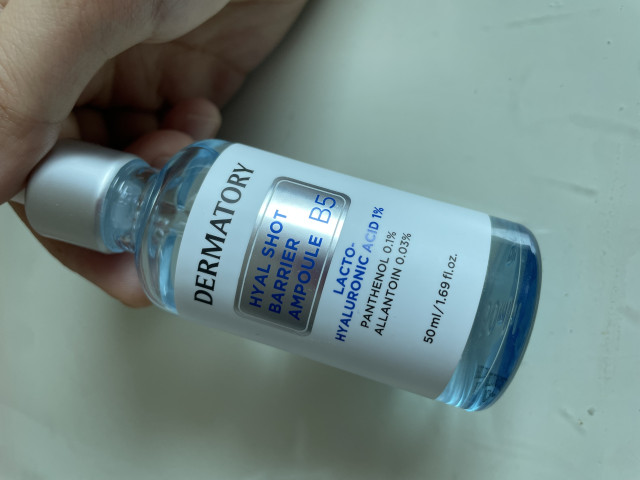 DERMATORY
HYAL SHOT
BARRIER
AMPOULE B5
LACTO-
HYALURONIC ACID 1%
PANTHENOL 0.1%
ALLANTOIN 0.03%
50ml/1.69 fl.oz.